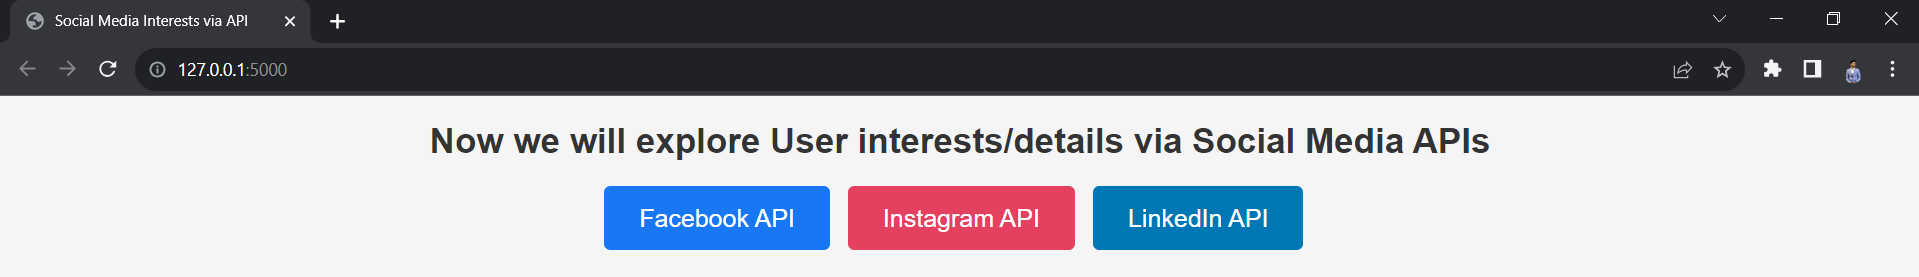 Social Media Interests via API
127.0.0.1:5000
Now we will explore User interests/details via Social Media APIs
Facebook API
Instagram API
LinkedIn API